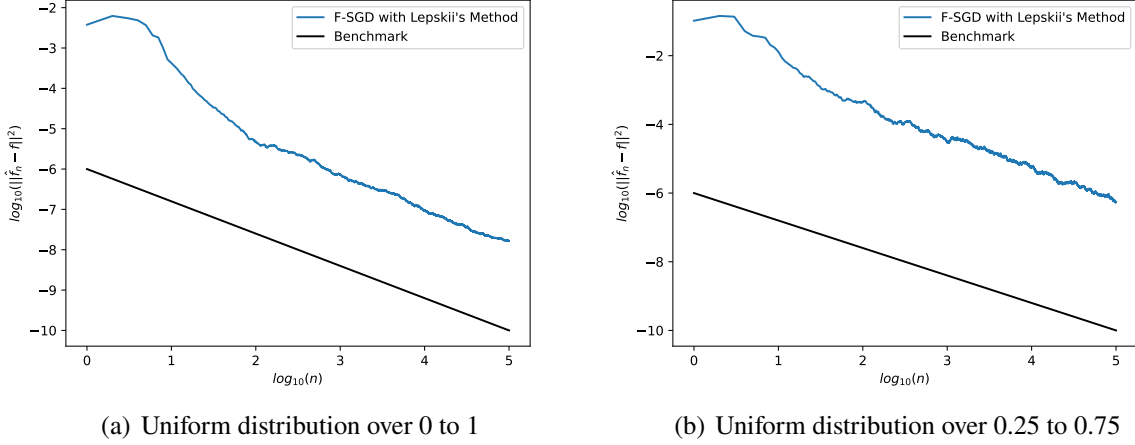 F-SGD with Lepskii's Method
Benchmark
−2
−3
−4
−5
−6
−7
−8
−9
−10
log₁₀(||f̂ₙ − f||²)
0 1 2 3 4 5
log₁₀(n)
(a) Uniform distribution over 0 to 1
F-SGD with Lepskii's Method
Benchmark
−2
−4
−6
−8
−10
log₁₀(||f̂ₙ − f||²)
0 1 2 3 4 5
log₁₀(n)
(b) Uniform distribution over 0.25 to 0.75